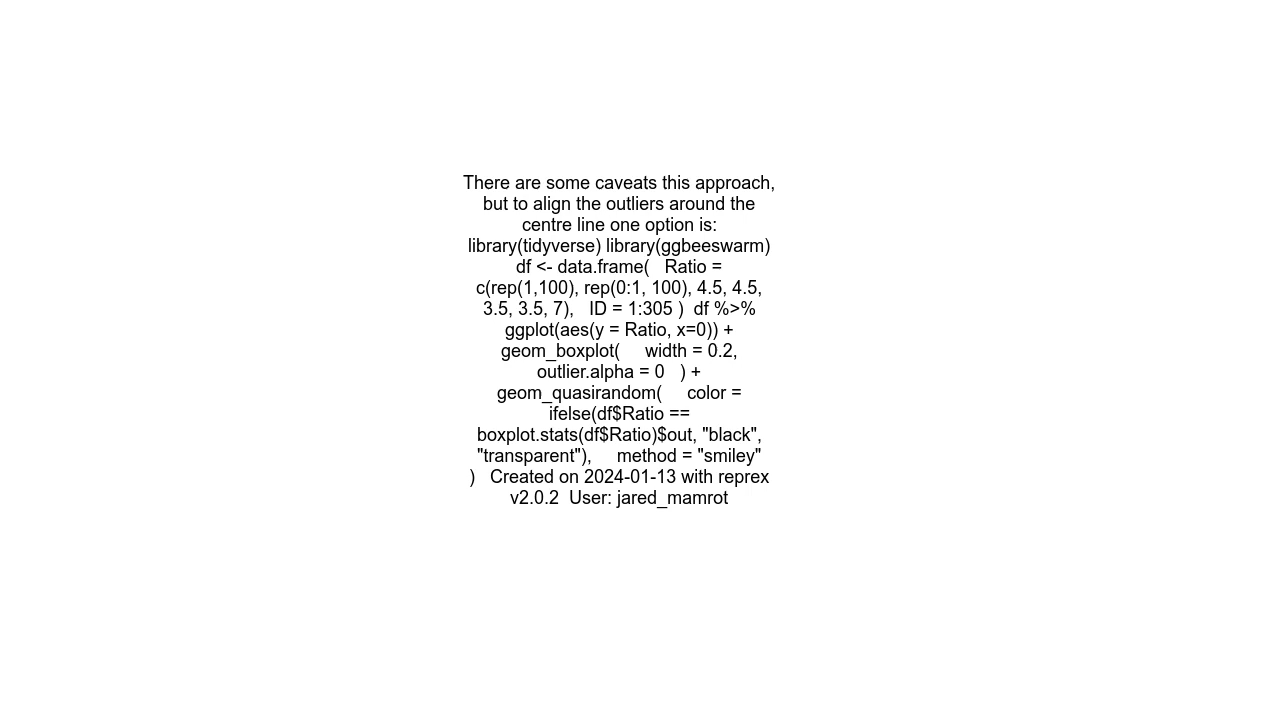 There are some caveats this approach,
but to align the outliers around the
centre line one option is:
library(tidyverse) library(ggbeeswarm)
df <- data.frame(   Ratio =
c(rep(1,100), rep(0:1, 100), 4.5, 4.5,
3.5, 3.5, 7),   ID = 1:305 )  df %>%
ggplot(aes(y = Ratio, x=0)) +
geom_boxplot(     width = 0.2,
outlier.alpha = 0   ) +
geom_quasirandom(     color =
ifelse(df$Ratio ==
boxplot.stats(df$Ratio)$out, "black",
"transparent"),     method = "smiley"
)   Created on 2024-01-13 with reprex
v2.0.2  User: jared_mamrot